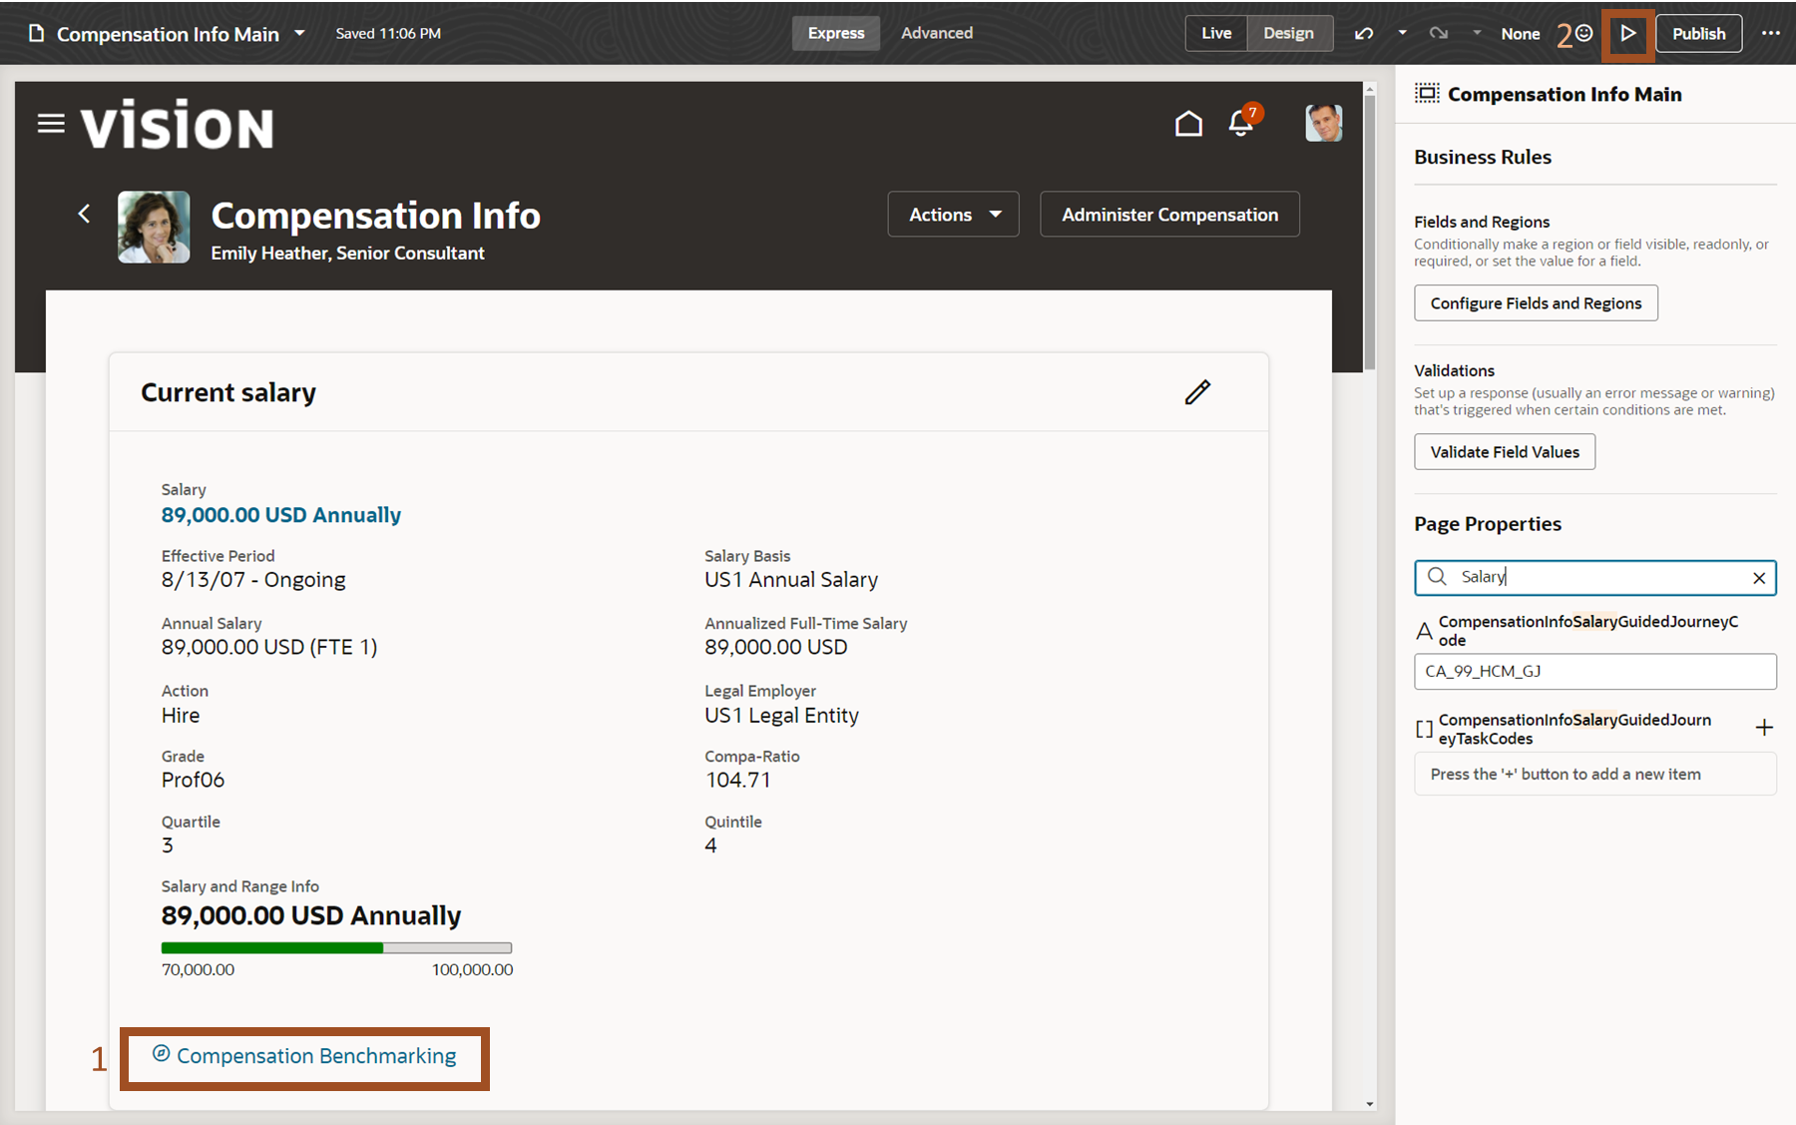 Compensation Info Main
Saved 11:06 PM
Express
Advanced
Live
Design
None
2
Publish
vision
7
Compensation Info
Emily Heather, Senior Consultant
Actions
Administer Compensation
Current salary
Salary
89,000.00 USD Annually
Effective Period
8/13/07 - Ongoing
Salary Basis
US1 Annual Salary
Annual Salary
89,000.00 USD (FTE 1)
Annualized Full-Time Salary
89,000.00 USD
Action
Hire
Legal Employer
US1 Legal Entity
Grade
Prof06
Compa-Ratio
104.71
Quartile
3
Quintile
4
Salary and Range Info
89,000.00 USD Annually
70,000.00
100,000.00
1
Compensation Benchmarking
Compensation Info Main
Business Rules
Fields and Regions
Conditionally make a region or field visible, readonly, or
required, or set the value for a field.
Configure Fields and Regions
Validations
Set up a response (usually an error message or warning)
that's triggered when certain conditions are met.
Validate Field Values
Page Properties
Salary
A CompensationInfoSalaryGuidedJourneyC
ode
CA_99_HCM_GJ
[ ] CompensationInfoSalaryGuidedJourn
eyTaskCodes
Press the '+' button to add a new item